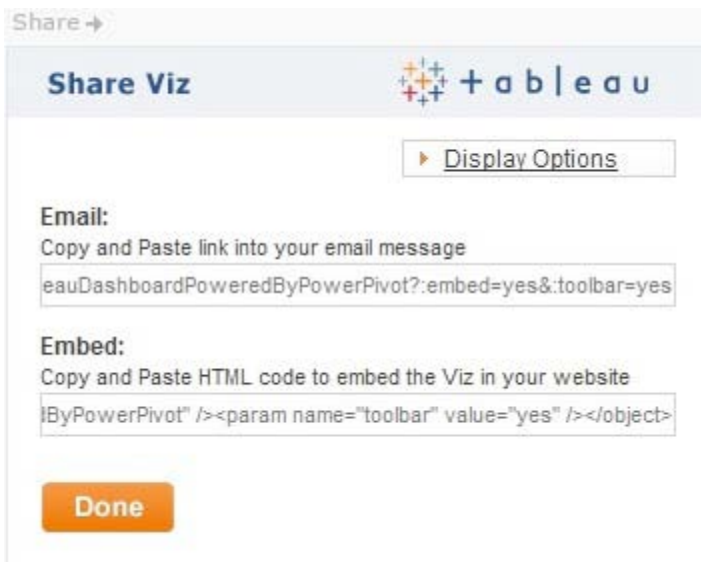 Share
Share Viz
+ableau
Display Options
Email:
Copy and Paste link into your email message
eauDashboardPoweredByPowerPivot?:embed=yes&:toolbar=yes
Embed:
Copy and Paste HTML code to embed the Viz in your website
ByPowerPivot" /><param name="toolbar" value="yes" /></object>
Done